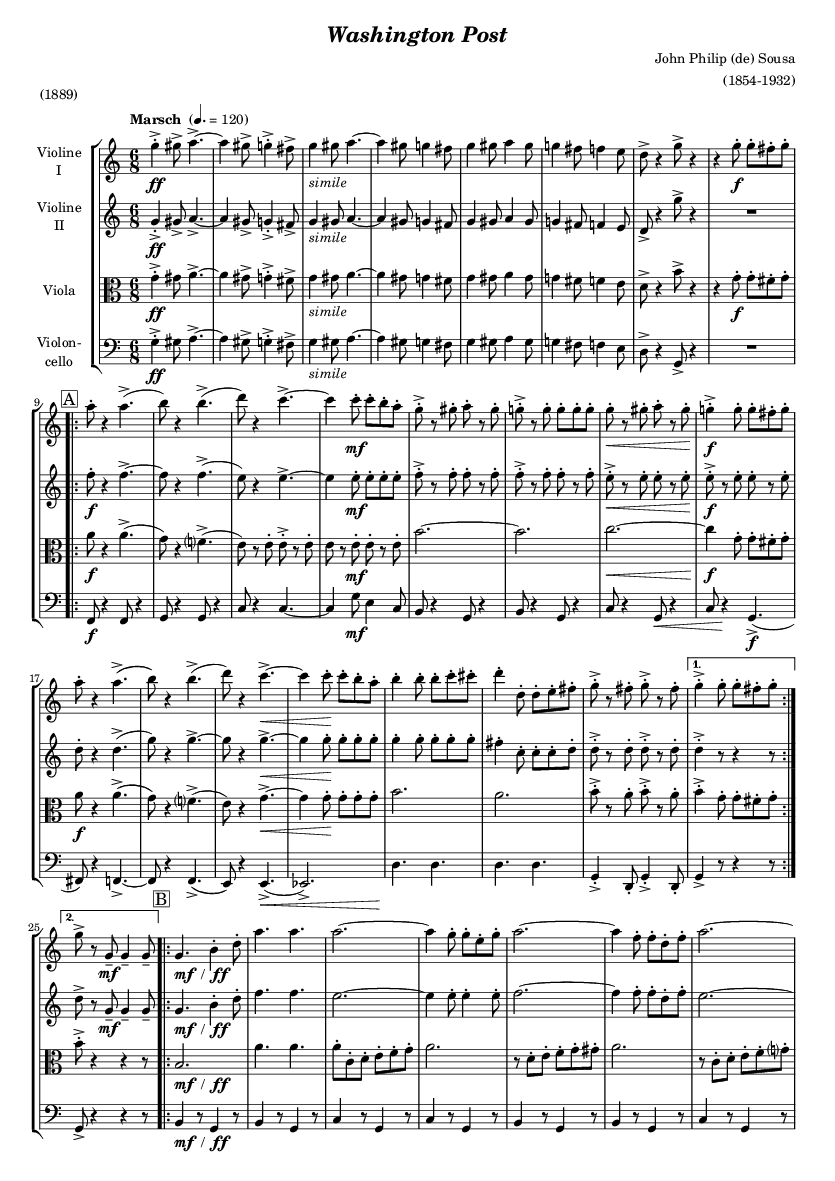 Washington Post
John Philip (de) Sousa
(1854-1932)
(1889)
Marsch (♩. = 120)
Violine
I
ff simile f
Violine
II
ff simile
Viola
ff simile f
Violon-
cello
ff simile
9 A
mf f
f mf f
f mf f
f mf f
17 1.
f
25 2. B
mf mf / ff
mf mf / ff
mf / ff
mf / ff